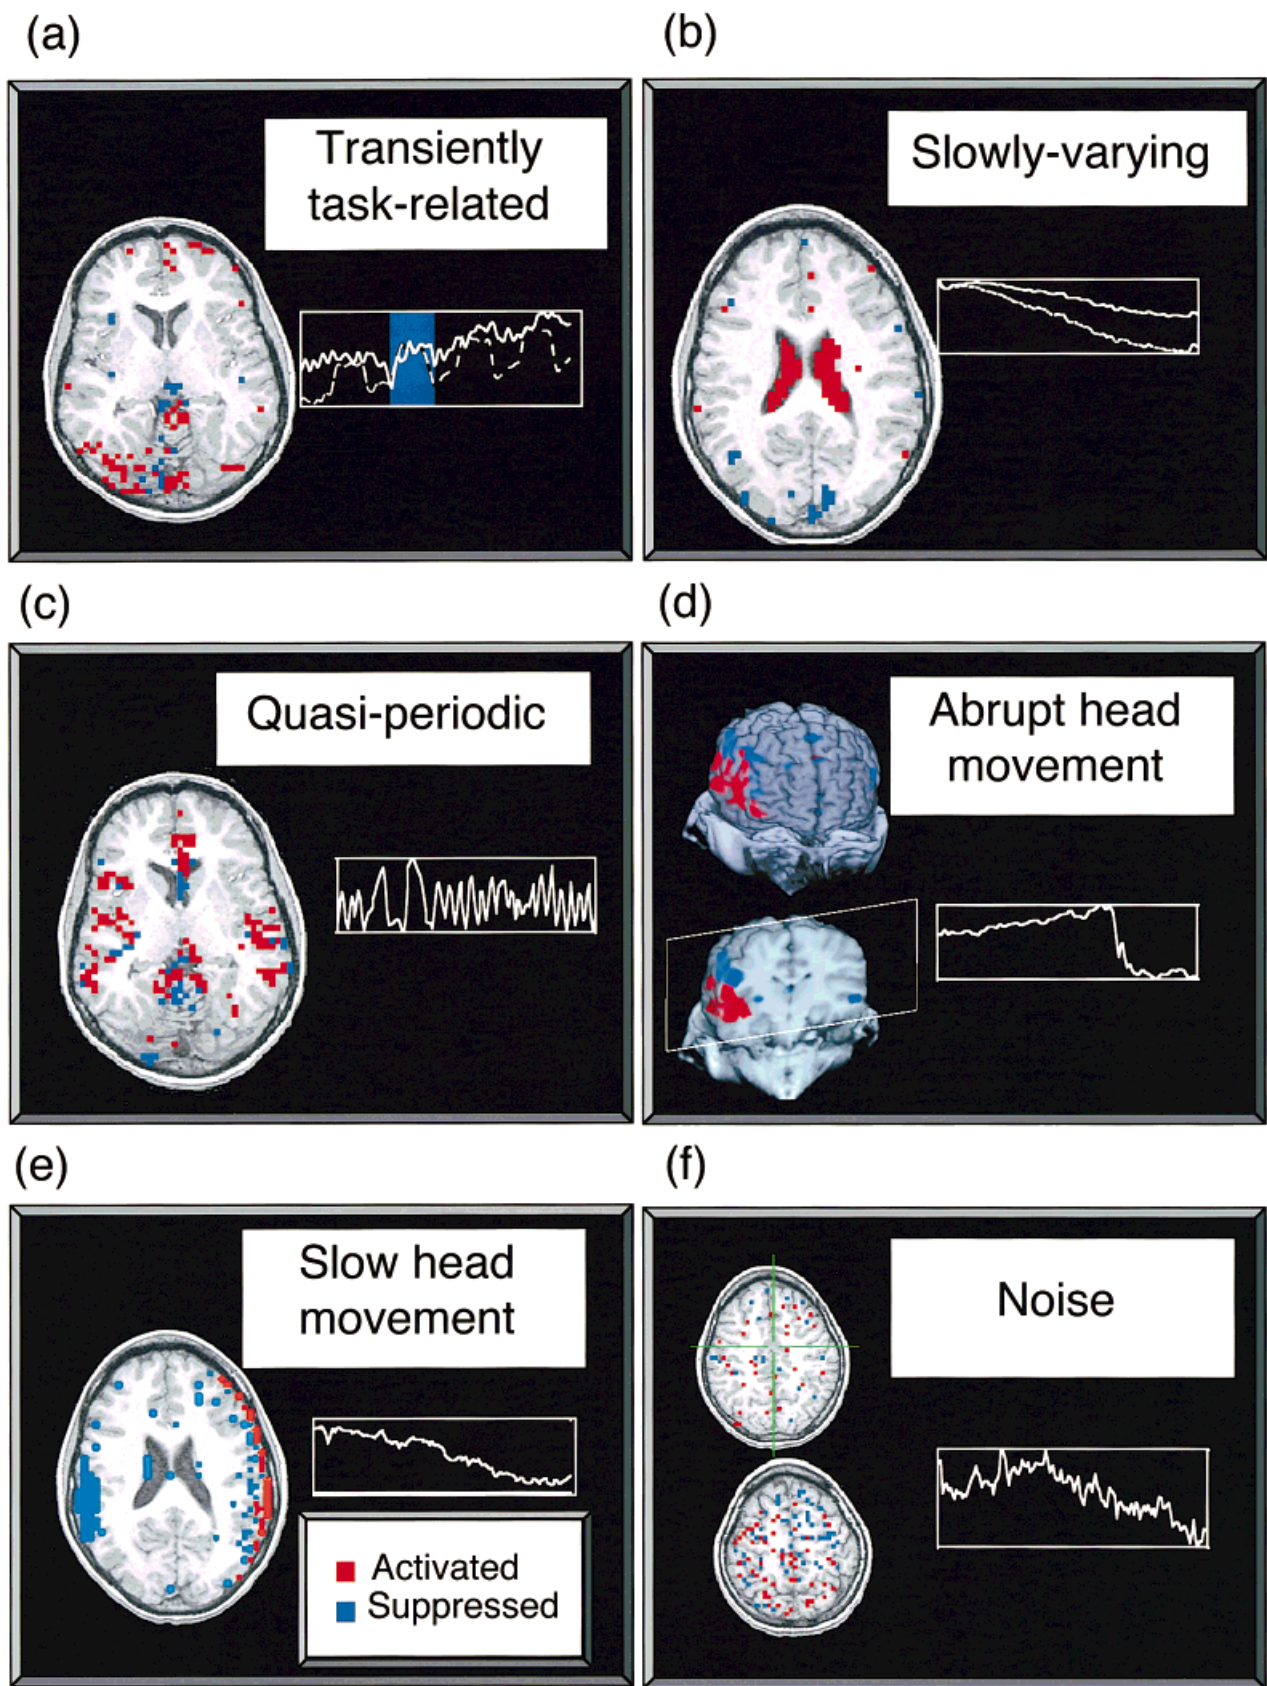 (a)
Transiently
task-related
(b)
Slowly-varying
(c)
Quasi-periodic
(d)
Abrupt head
movement
(e)
Slow head
movement
Activated
Suppressed
(f)
Noise